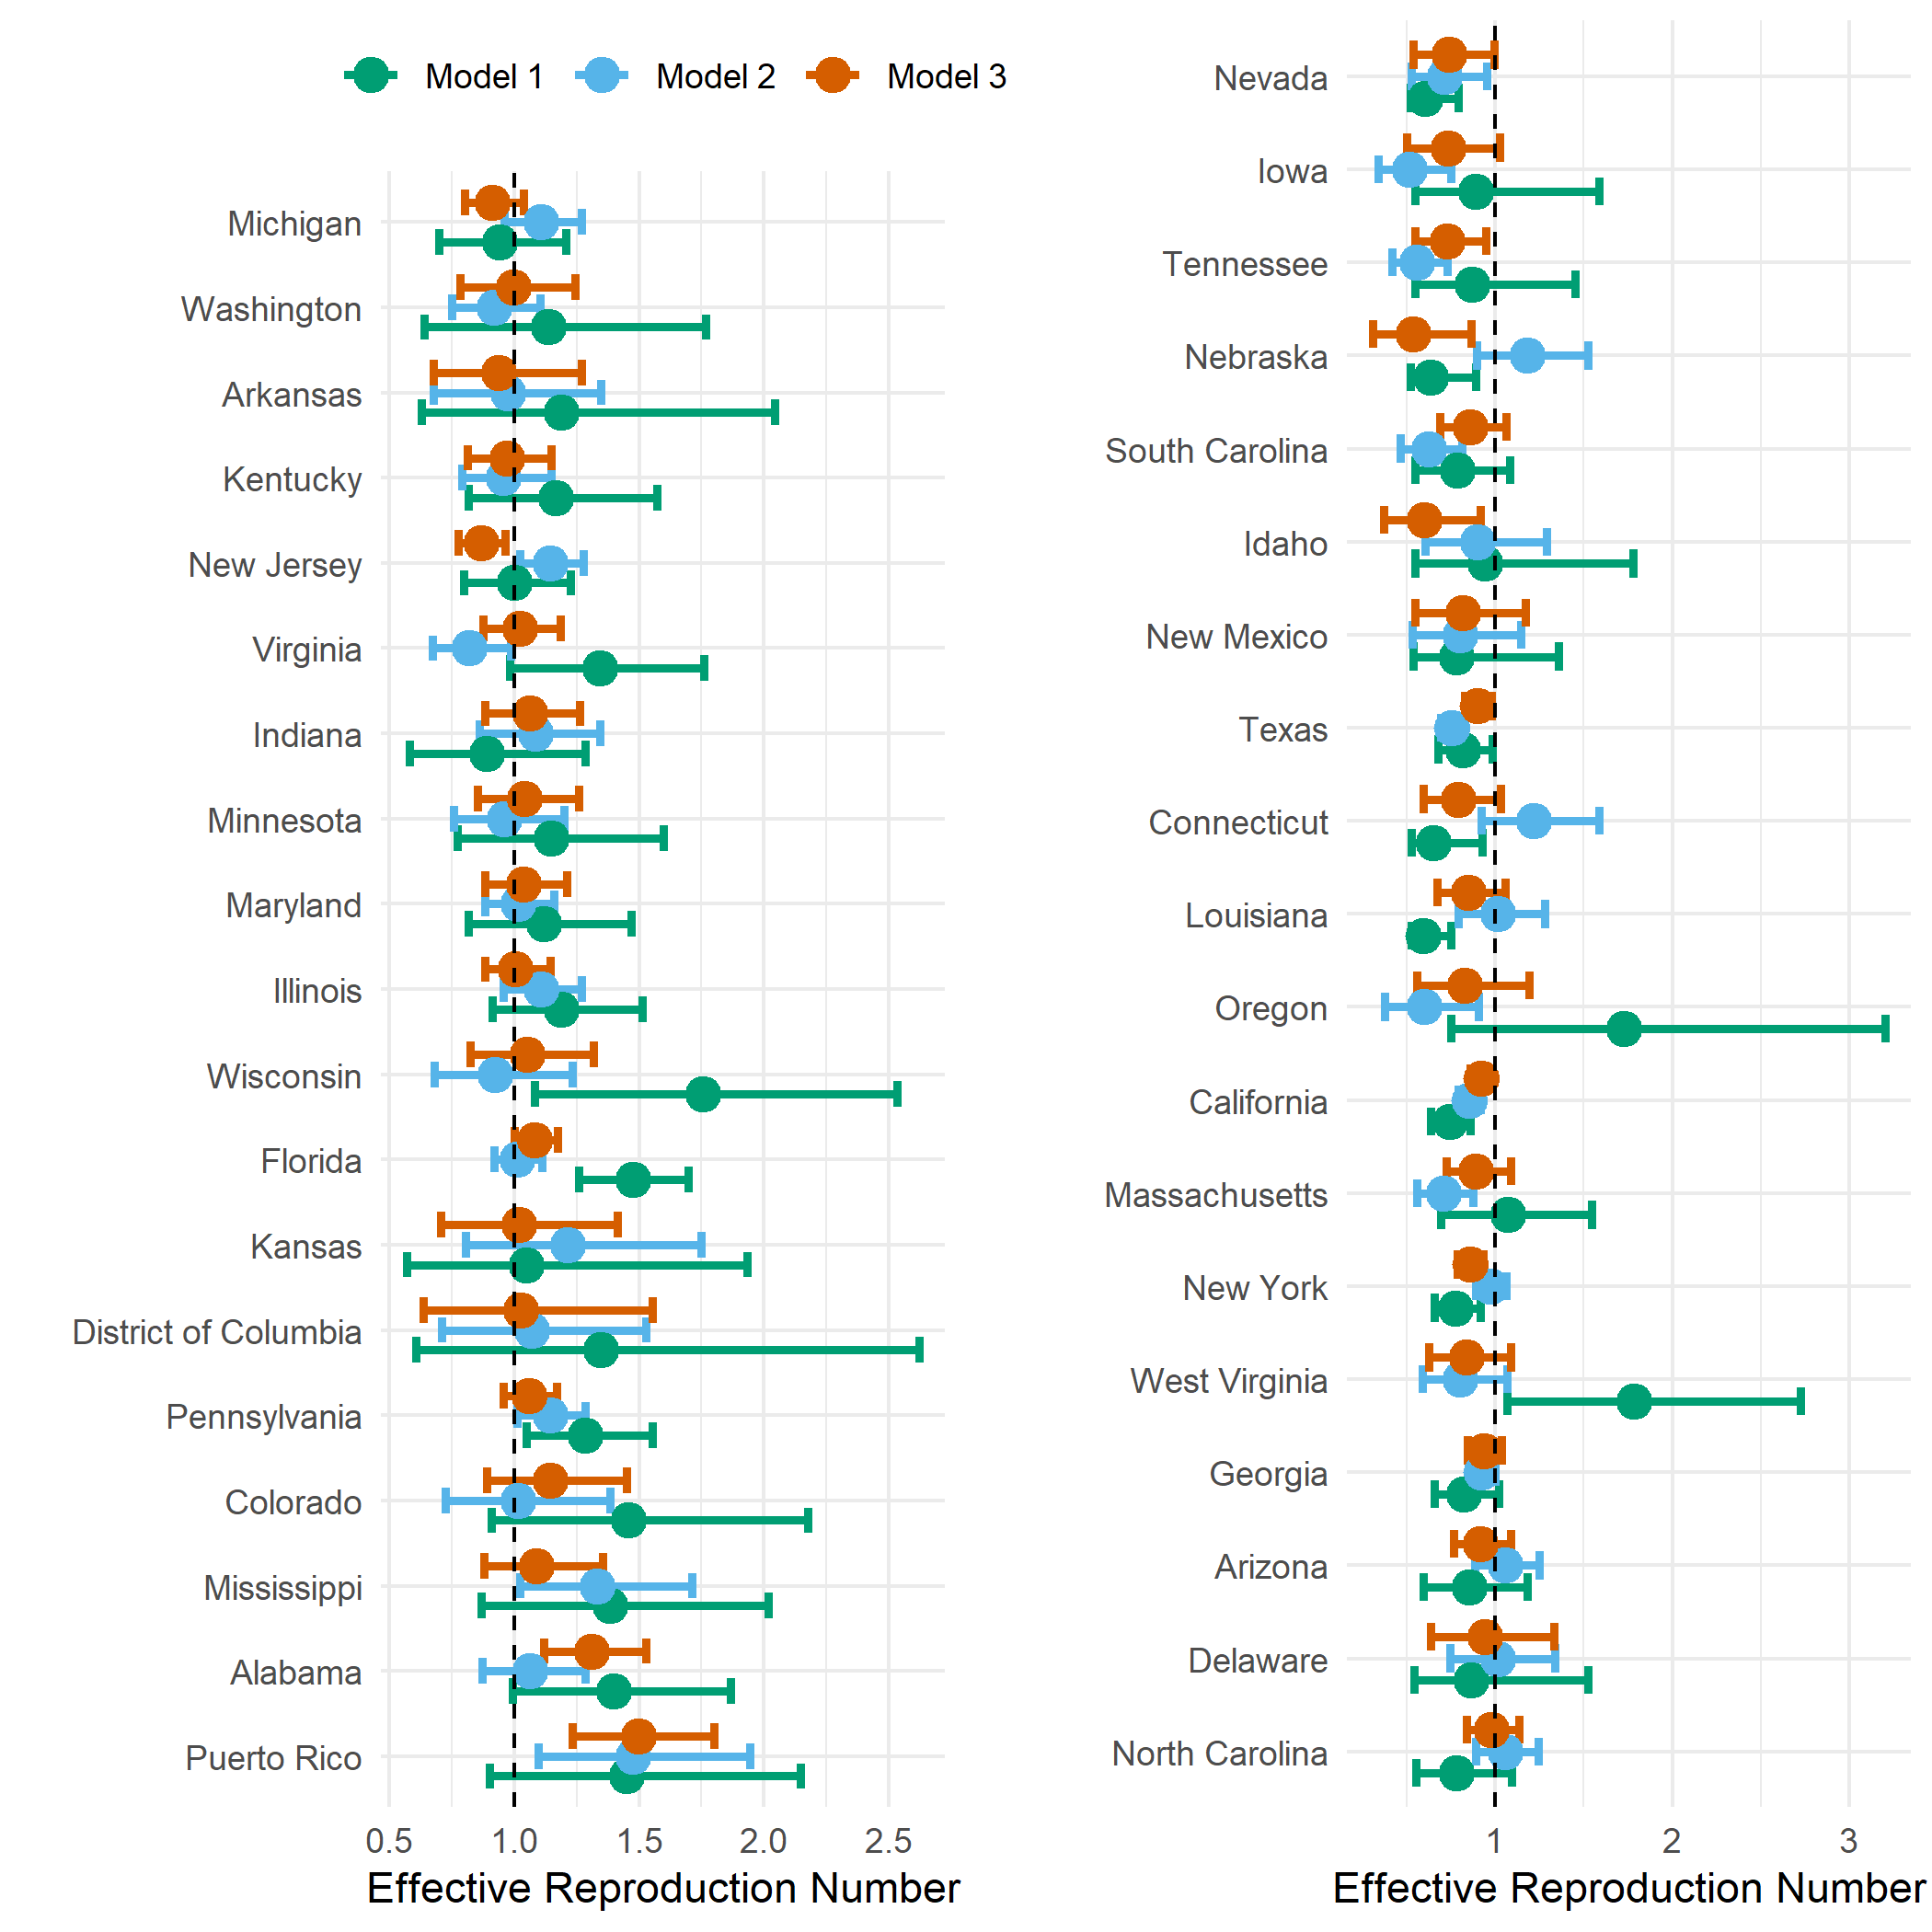 Model 1 Model 2 Model 3
Michigan
Washington
Arkansas
Kentucky
New Jersey
Virginia
Indiana
Minnesota
Maryland
Illinois
Wisconsin
Florida
Kansas
District of Columbia
Pennsylvania
Colorado
Mississippi
Alabama
Puerto Rico
0.5 1.0 1.5 2.0 2.5
Effective Reproduction Number
Nevada
Iowa
Tennessee
Nebraska
South Carolina
Idaho
New Mexico
Texas
Connecticut
Louisiana
Oregon
California
Massachusetts
New York
West Virginia
Georgia
Arizona
Delaware
North Carolina
1 2 3
Effective Reproduction Number